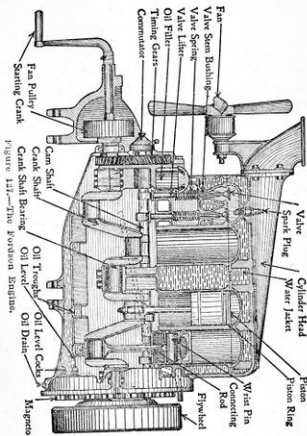 Fan
Valve Stem Bushing
Valve Spring
Valve Lifter
Oil Filler
Timing Gears
Commutator
Fan Pulley
Starting Crank
Valve
Spark Plug
Cylinder Head
Water Jacket
Piston
Piston Ring
Wrist Pin
Connecting
Rod
Flywheel
Magneto
Cam Shaft
Crank Shaft
Crank Shaft Bearing
Oil Trough
Oil Level
Oil Level Cocks
Oil Drain
Figure 127.—The Fordson Engine.